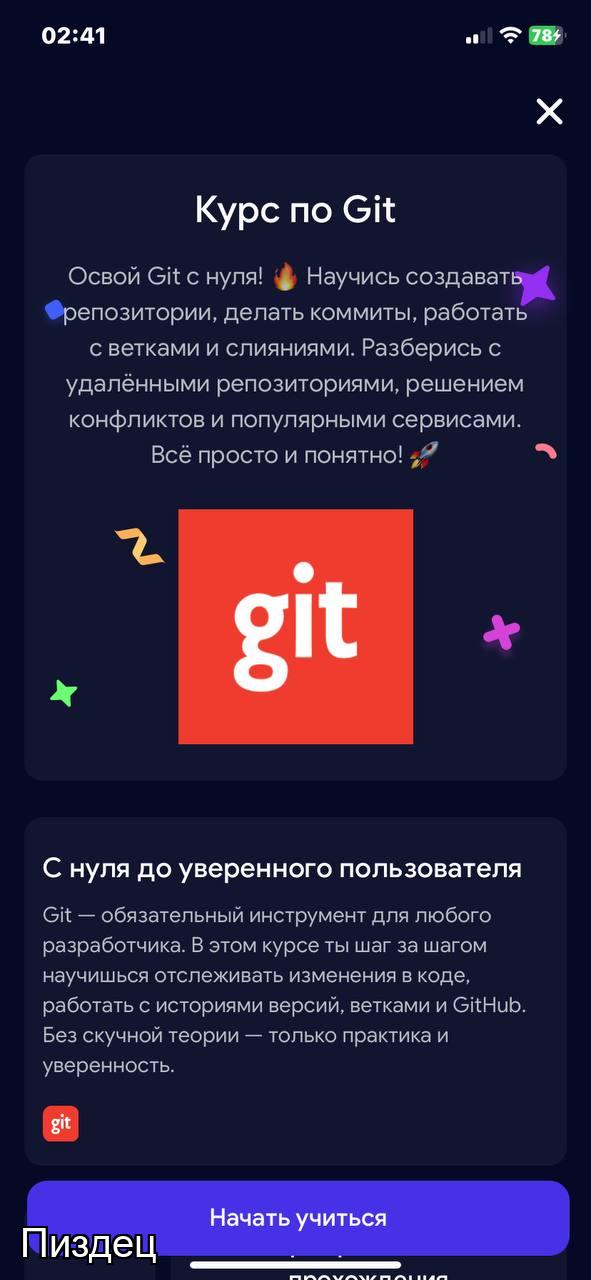 02:41
78
Курс по Git
Освой Git с нуля! 🔥 Научись создавать
репозитории, делать коммиты, работать
с ветками и слияниями. Разберись с
удалёнными репозиториями, решением
конфликтов и популярными сервисами.
Всё просто и понятно! 🚀
git
С нуля до уверенного пользователя
Git — обязательный инструмент для любого
разработчика. В этом курсе ты шаг за шагом
научишься отслеживать изменения в коде,
работать с историями версий, ветками и GitHub.
Без скучной теории — только практика и
уверенность.
git
Начать учиться
Пиздец
прохождения